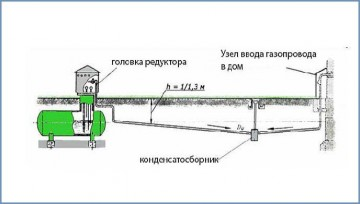 головка редуктора
h = 1/1,3 м
Узел ввода газопровода
в дом
конденсатосборник